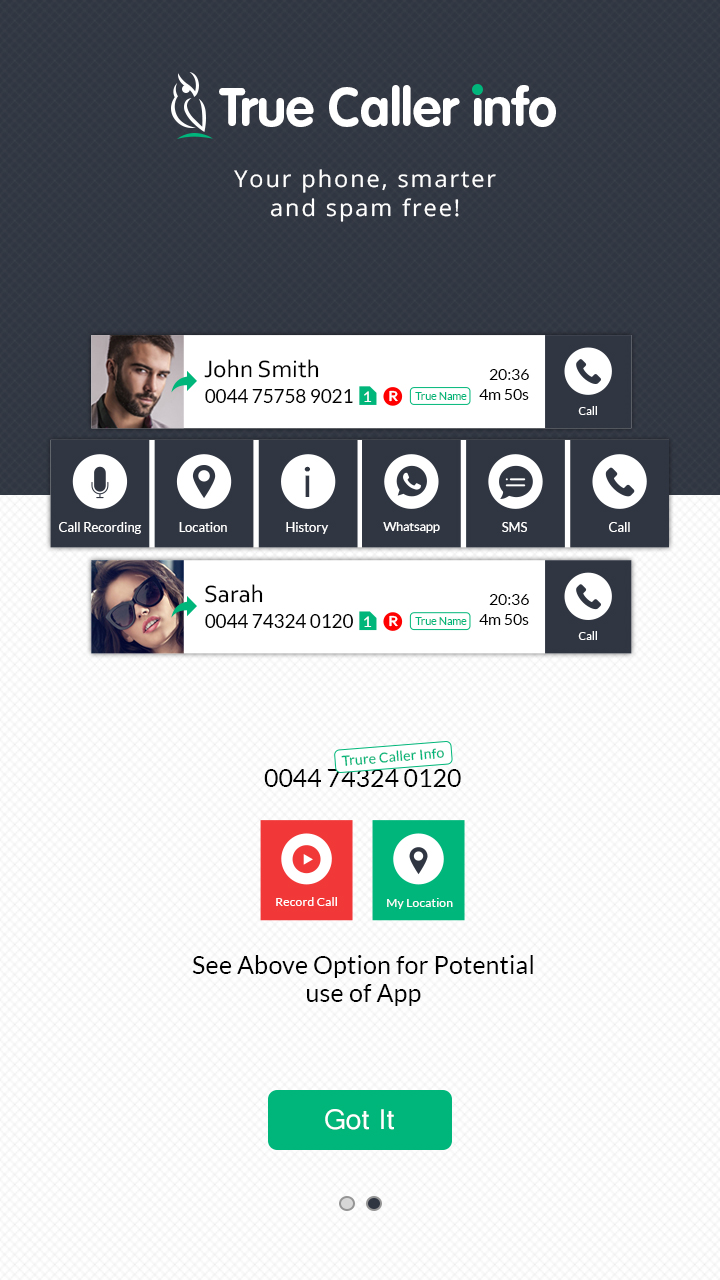 True Caller info
Your phone, smarter
and spam free!
John Smith
0044 75758 9021 1 R True Name
20:36
4m 50s
Call
Call Recording
Location
History
Whatsapp
SMS
Call
Sarah
0044 74324 0120 1 R True Name
20:36
4m 50s
Call
Trure Caller Info
0044 74324 0120
Record Call
My Location
See Above Option for Potential
use of App
Got It